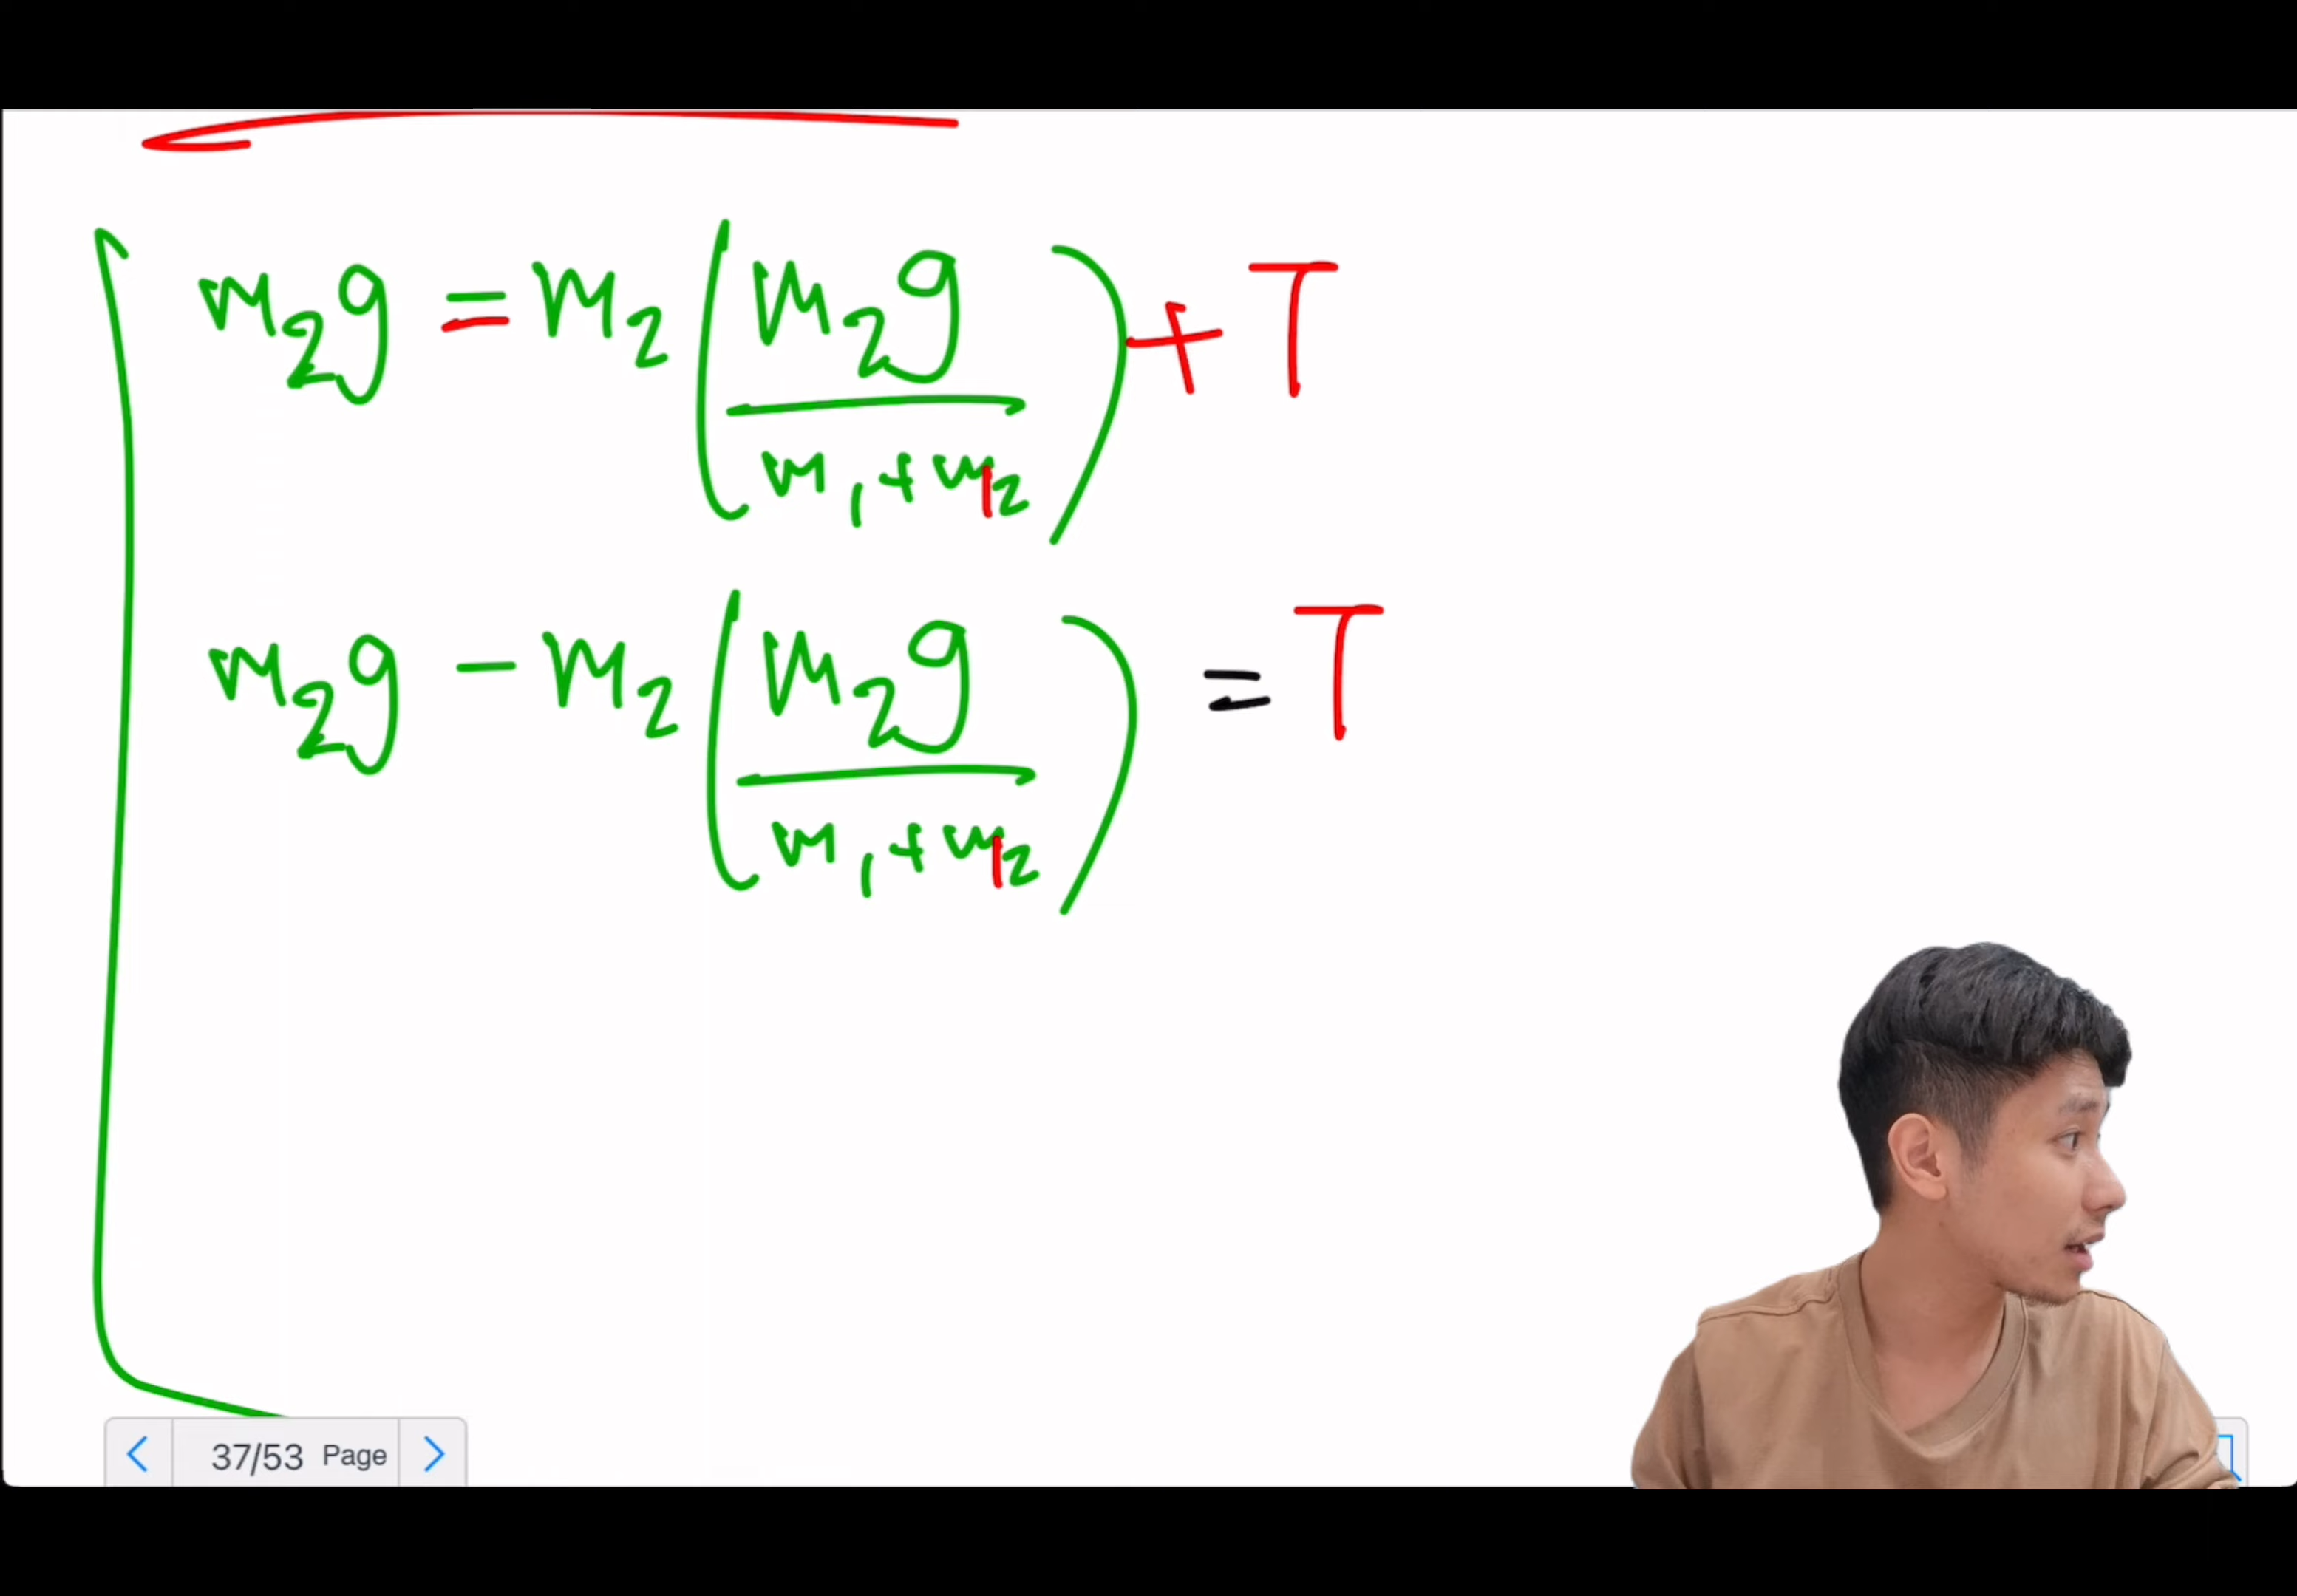 m₂g = m₂(m₂g / m₁+m₂) + T
m₂g − m₂(m₂g / m₁+m₂) = T
37/53 Page